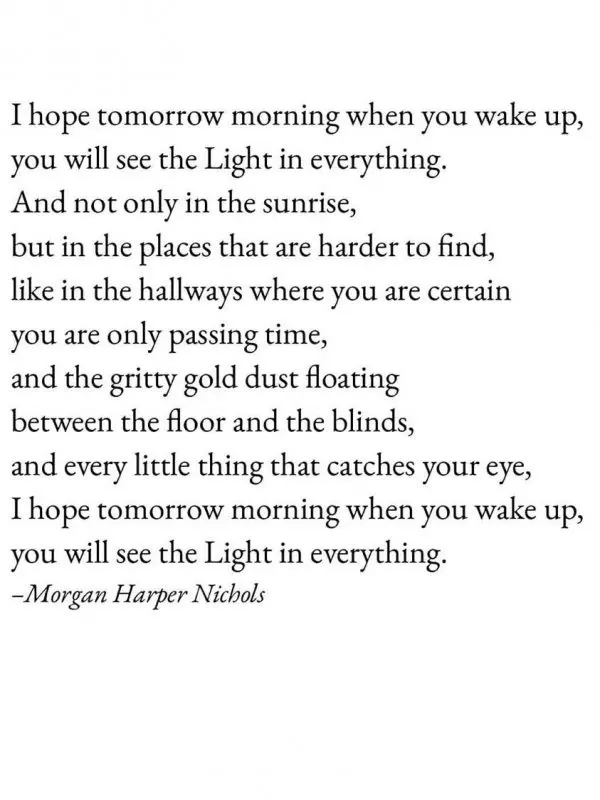 I hope tomorrow morning when you wake up,
you will see the Light in everything.
And not only in the sunrise,
but in the places that are harder to find,
like in the hallways where you are certain
you are only passing time,
and the gritty gold dust floating
between the floor and the blinds,
and every little thing that catches your eye,
I hope tomorrow morning when you wake up,
you will see the Light in everything.
–Morgan Harper Nichols